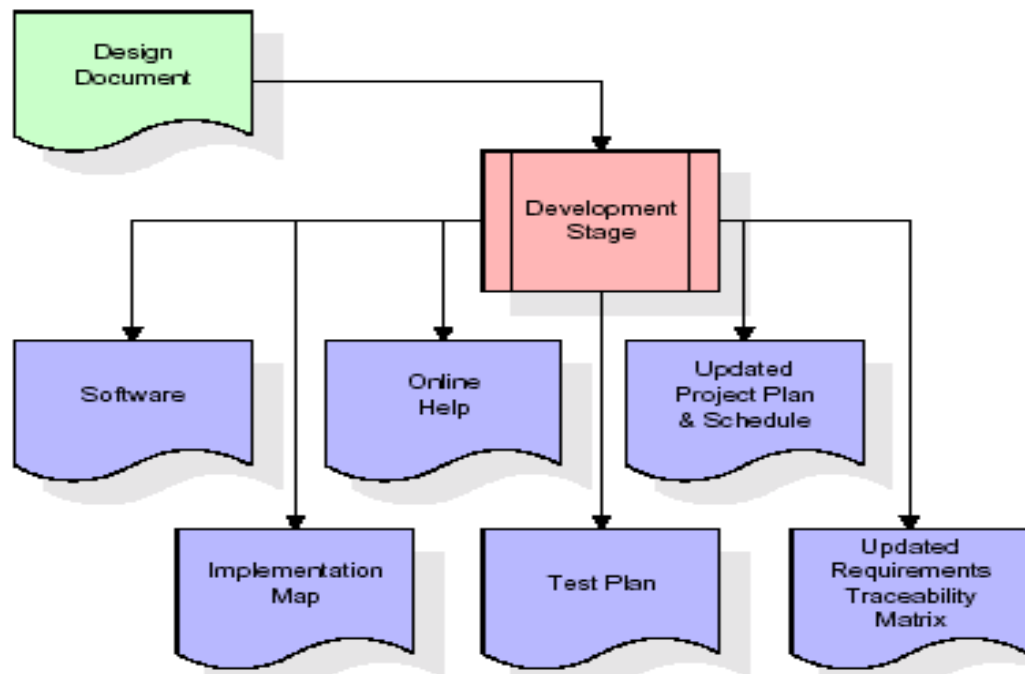 Design
Document
Development
Stage
Software
Online
Help
Updated
Project Plan
& Schedule
Implementation
Map
Test Plan
Updated
Requirements
Traceability
Matrix